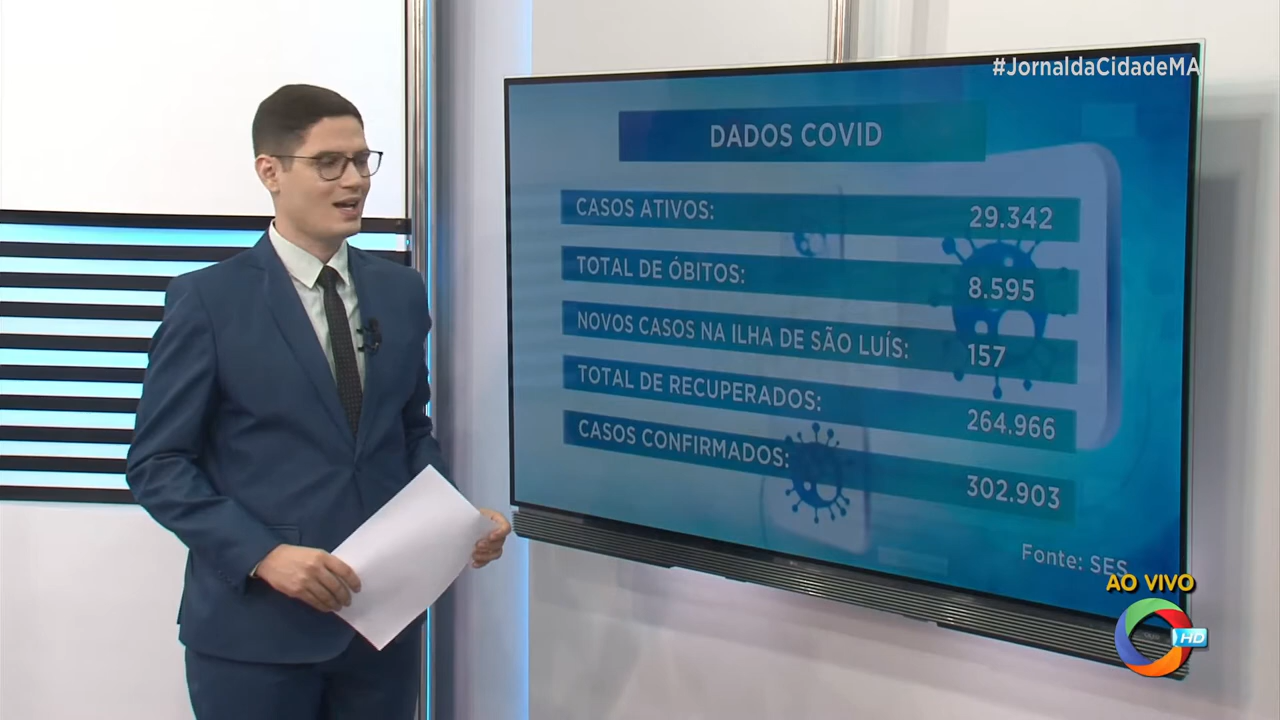 #JornaldaCidadeMA
DADOS COVID
CASOS ATIVOS: 29.342
TOTAL DE ÓBITOS: 8.595
NOVOS CASOS NA ILHA DE SÃO LUÍS: 157
TOTAL DE RECUPERADOS: 264.966
CASOS CONFIRMADOS: 302.903
Fonte: SES
AO VIVO
HD